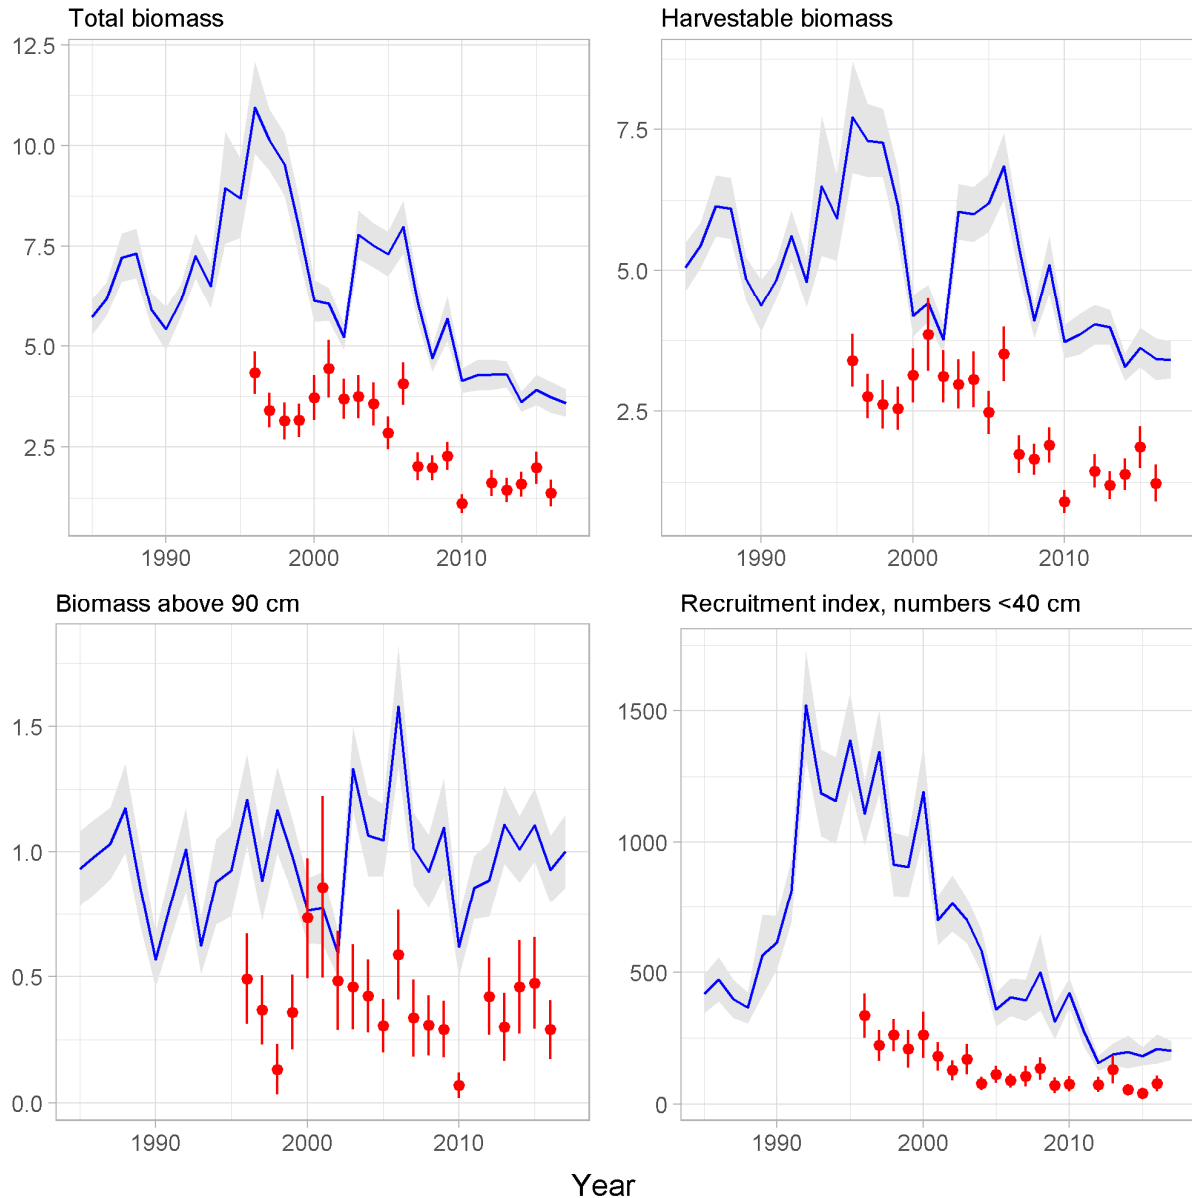 Total biomass
12.5
10.0
7.5
5.0
2.5
1990 2000 2010
Harvestable biomass
7.5
5.0
2.5
1990 2000 2010
Biomass above 90 cm
1.5
1.0
0.5
0.0
1990 2000 2010
Recruitment index, numbers <40 cm
1500
1000
500
0
1990 2000 2010
Year